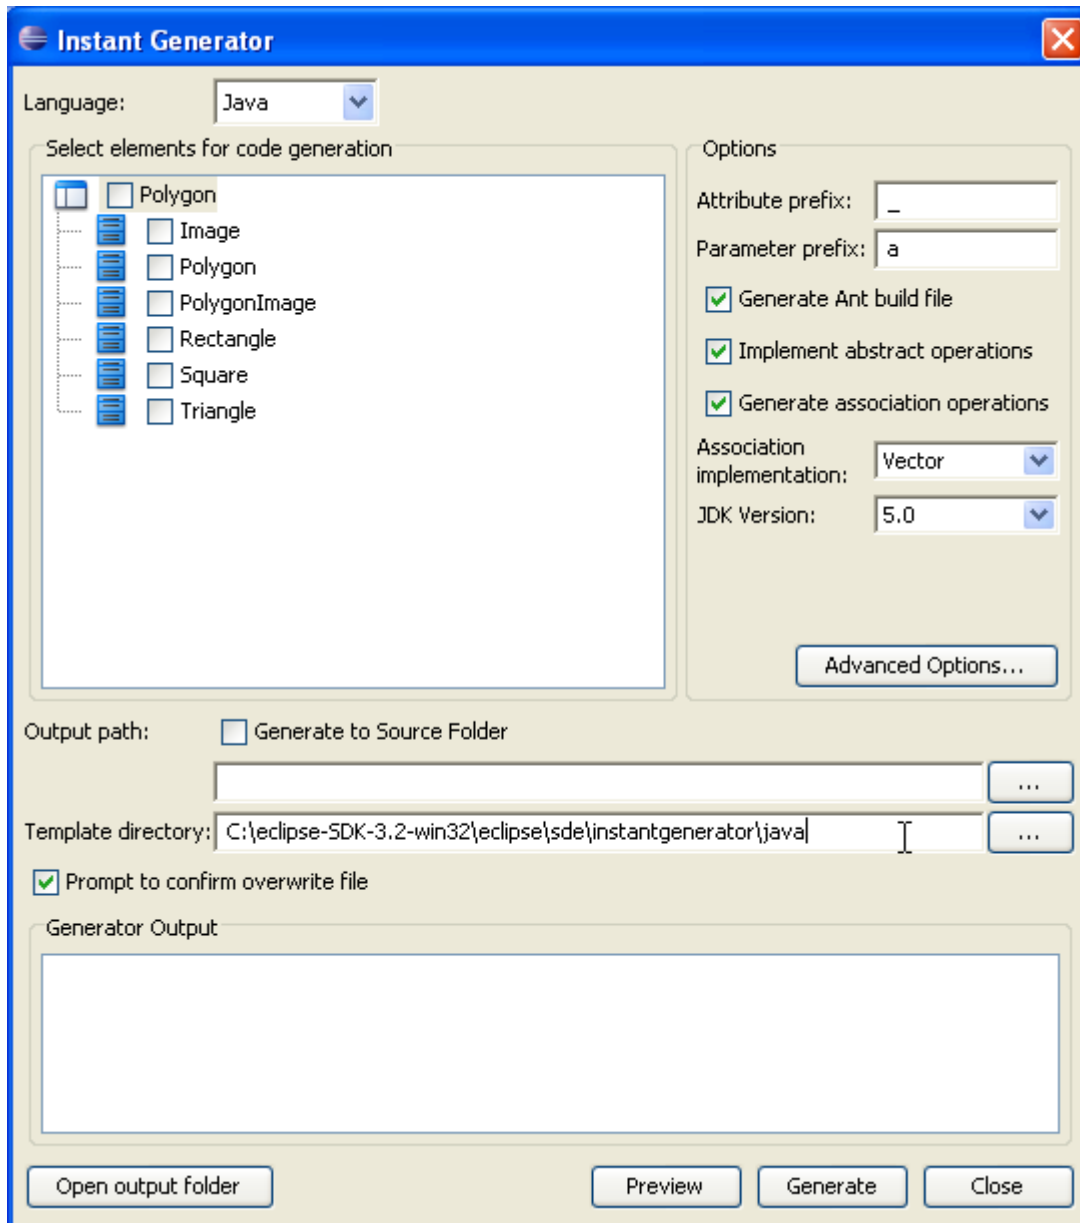 Instant Generator
Language: Java
Select elements for code generation
Polygon
Image
Polygon
PolygonImage
Rectangle
Square
Triangle
Options
Attribute prefix: _
Parameter prefix: a
Generate Ant build file
Implement abstract operations
Generate association operations
Association
implementation: Vector
JDK Version: 5.0
Advanced Options...
Output path: Generate to Source Folder
...
Template directory: C:\eclipse-SDK-3.2-win32\eclipse\sde\instantgenerator\java ...
Prompt to confirm overwrite file
Generator Output
Open output folder Preview Generate Close